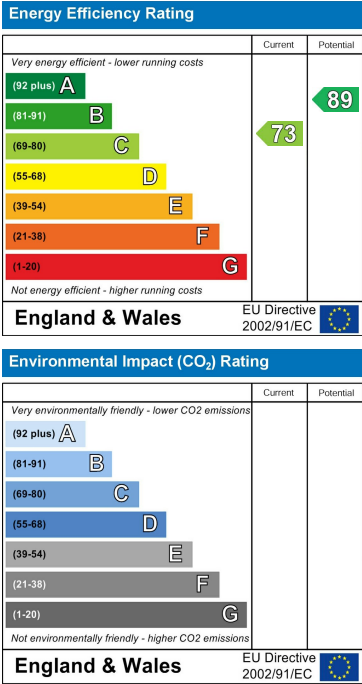 Energy Efficiency Rating
Current Potential
Very energy efficient - lower running costs
(92 plus) A
(81-91) B
(69-80) C
(55-68) D
(39-54) E
(21-38) F
(1-20) G
73
89
Not energy efficient - higher running costs
England & Wales
EU Directive
2002/91/EC
Environmental Impact (CO₂) Rating
Current Potential
Very environmentally friendly - lower CO2 emissions
(92 plus) A
(81-91) B
(69-80) C
(55-68) D
(39-54) E
(21-38) F
(1-20) G
Not environmentally friendly - higher CO2 emissions
England & Wales
EU Directive
2002/91/EC